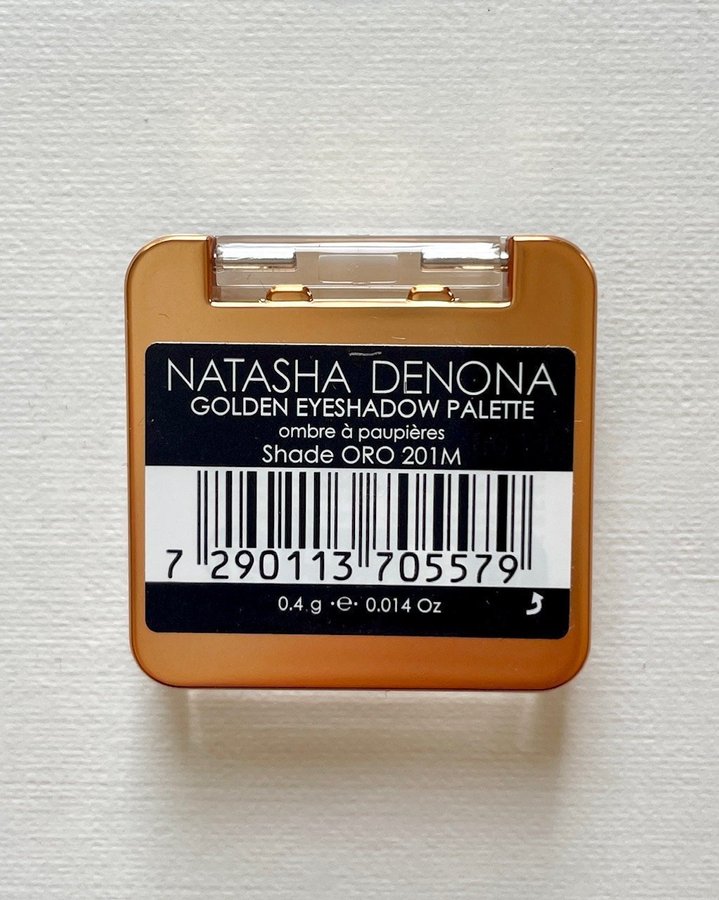 NATASHA DENONA
GOLDEN EYESHADOW PALETTE
ombre à paupières
Shade ORO 201M
7 290113 705579
0.4 g ·e· 0.014 Oz